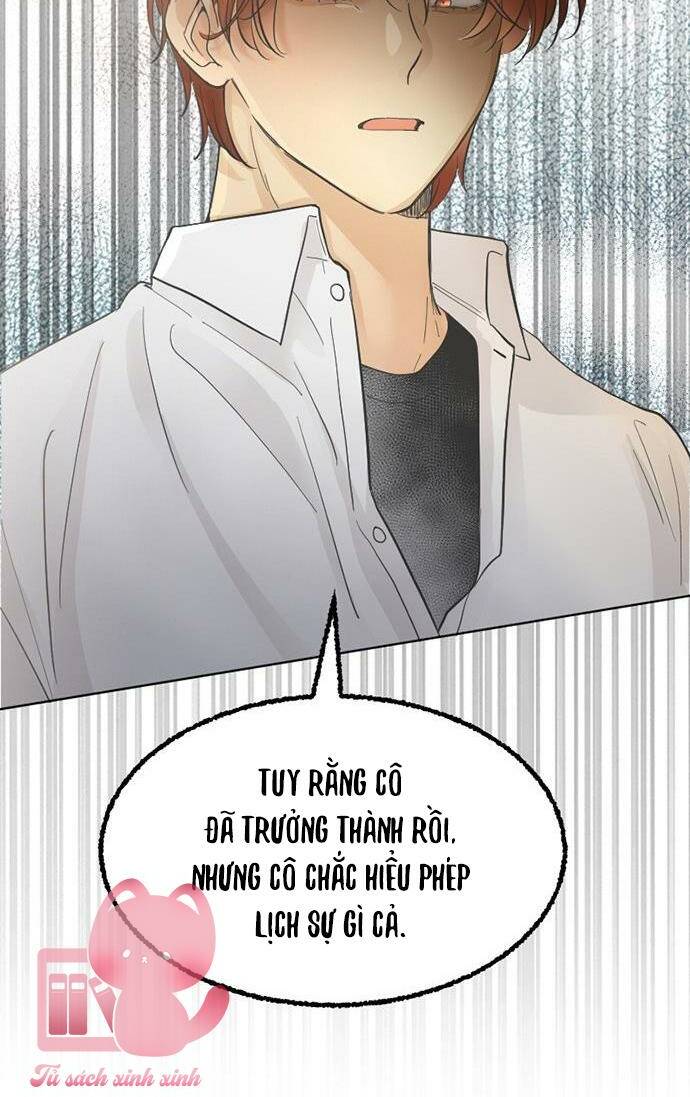 TUY RẰNG CÔ
ĐÃ TRƯỞNG THÀNH RỒI,
NHƯNG CÔ CHẮC HIỂU PHÉP
LỊCH SỰ GÌ CẢ.
Tủ sách xinh xinh